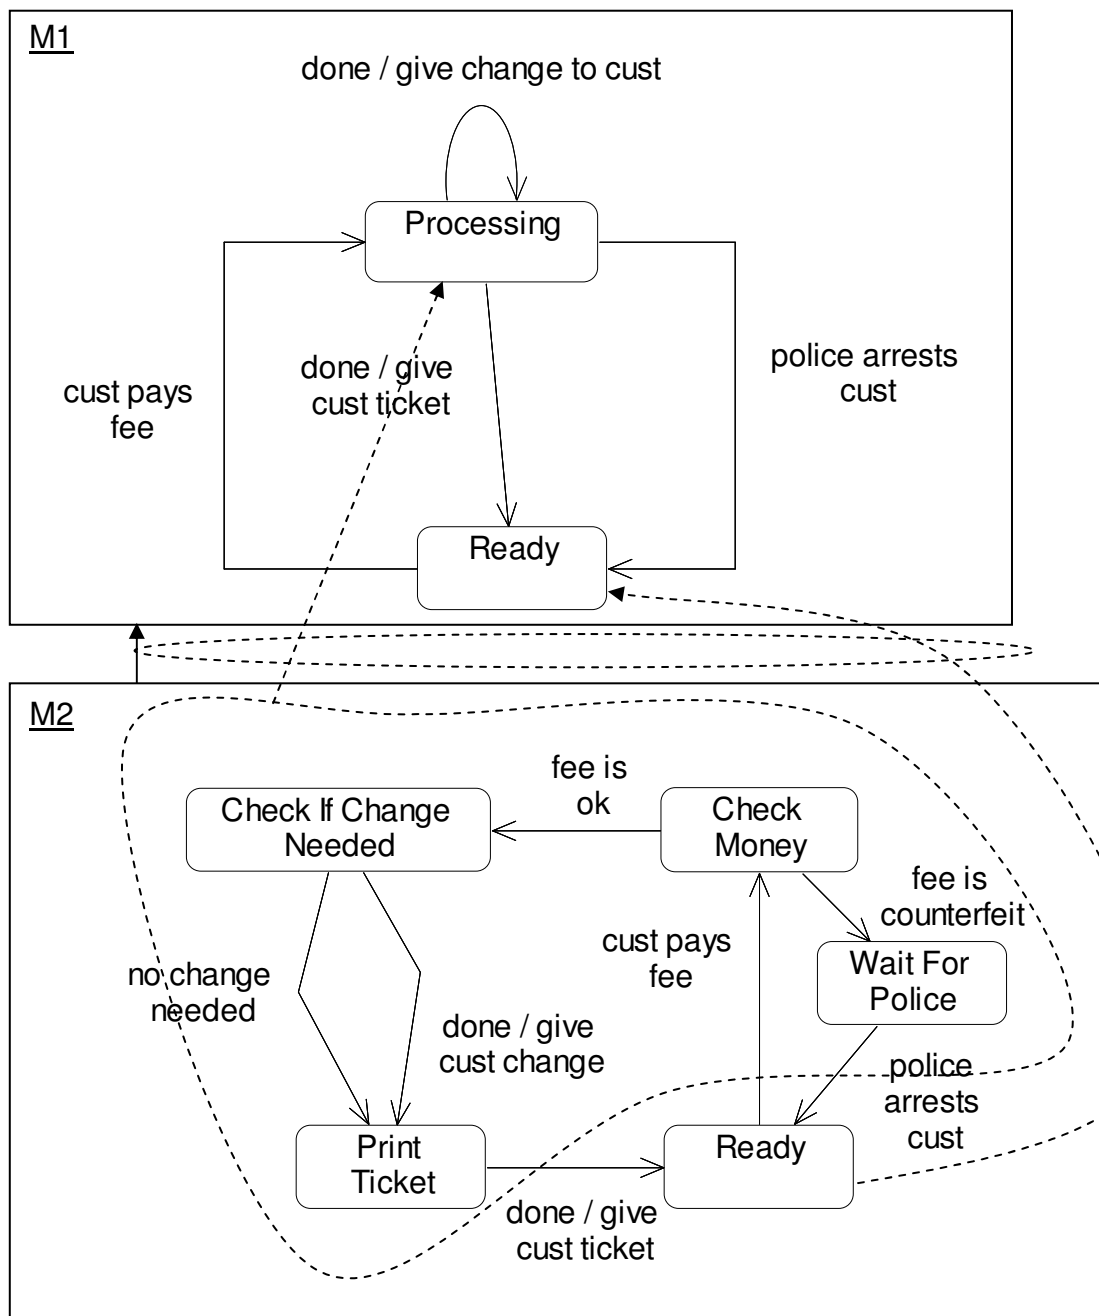 M1
done / give change to cust
Processing
cust pays
fee
done / give
cust ticket
police arrests
cust
Ready
M2
fee is
ok
Check If Change
Needed
Check
Money
fee is
counterfeit
cust pays
fee
Wait For
Police
no change
needed
done / give
cust change
police
arrests
cust
Print
Ticket
Ready
done / give
cust ticket